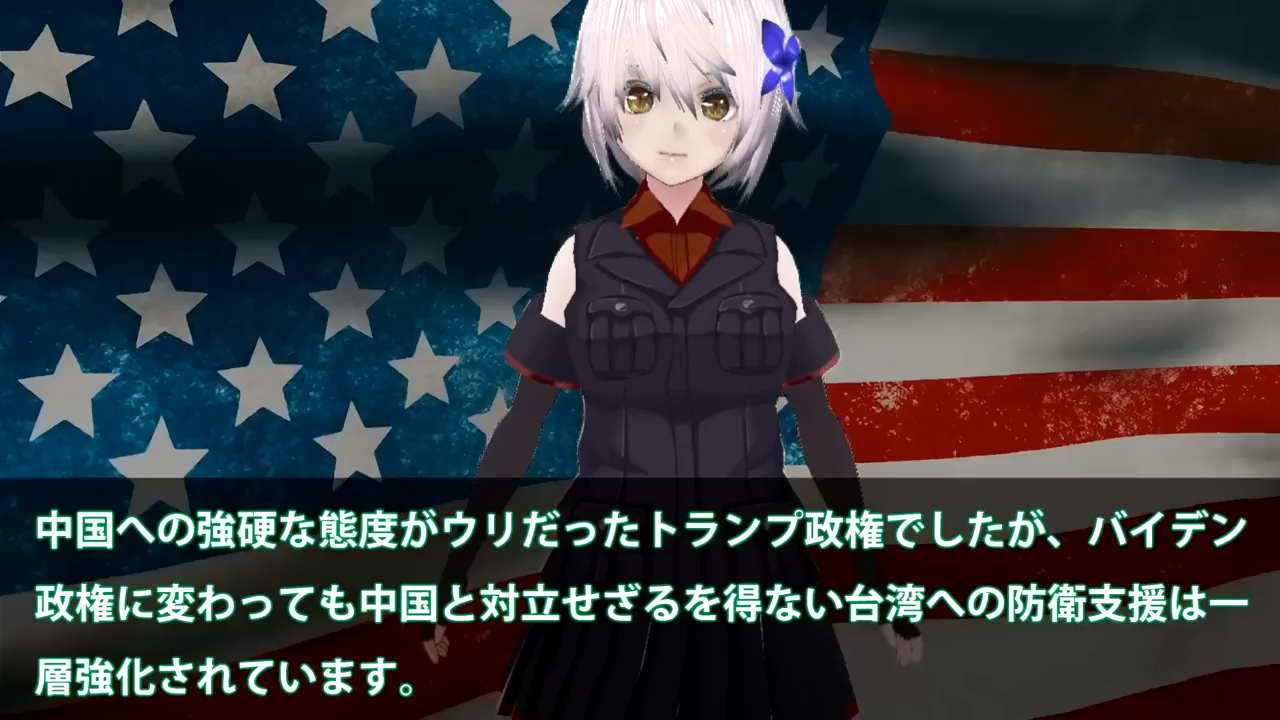 中国への強硬な態度がウリだったトランプ政権でしたが、バイデン
政権に変わっても中国と対立せざるを得ない台湾への防衛支援は一
層強化されています。